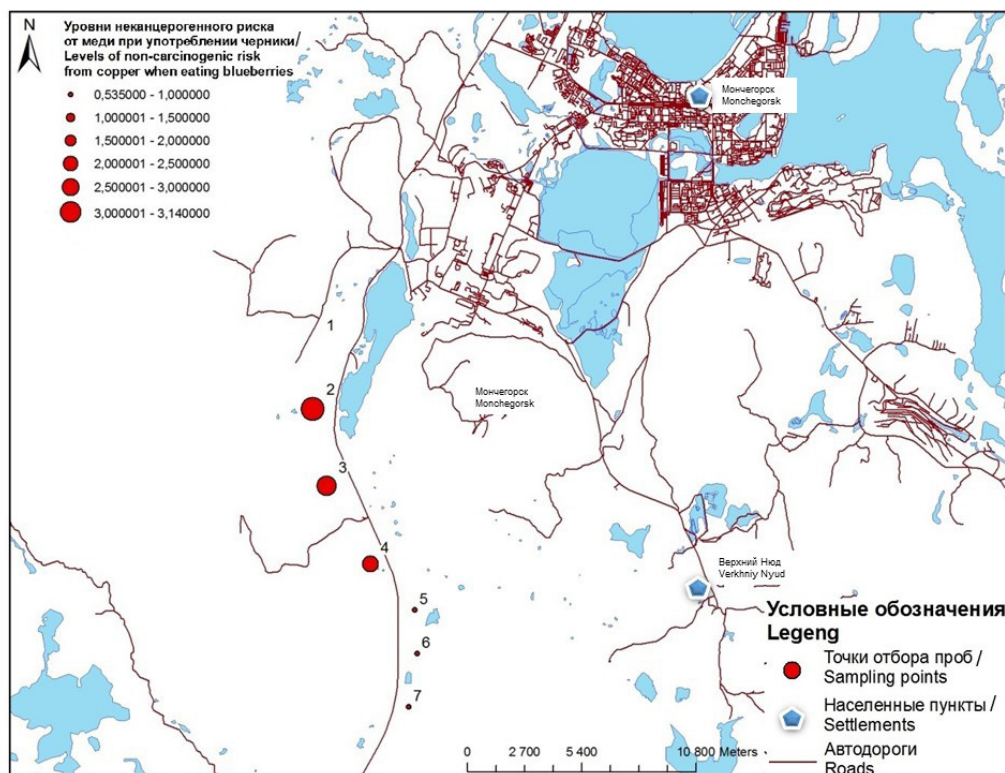 N
Уровни неканцерогенного риска
от меди при употреблении черники/
Levels of non-carcinogenic risk
from copper when eating blueberries
0,535000 - 1,000000
1,000001 - 1,500000
1,500001 - 2,000000
2,000001 - 2,500000
2,500001 - 3,000000
3,000001 - 3,140000
Мончегорск
Monchegorsk
1
2
Мончегорск
Monchegorsk
3
4
5
6
7
Верхний Нюд
Verkhniy Nyud
Условные обозначения
Legeng
Точки отбора проб /
Sampling points
Населенные пункты /
Settlements
Автодороги
Roads
0 2 700 5 400 10 800 Meters